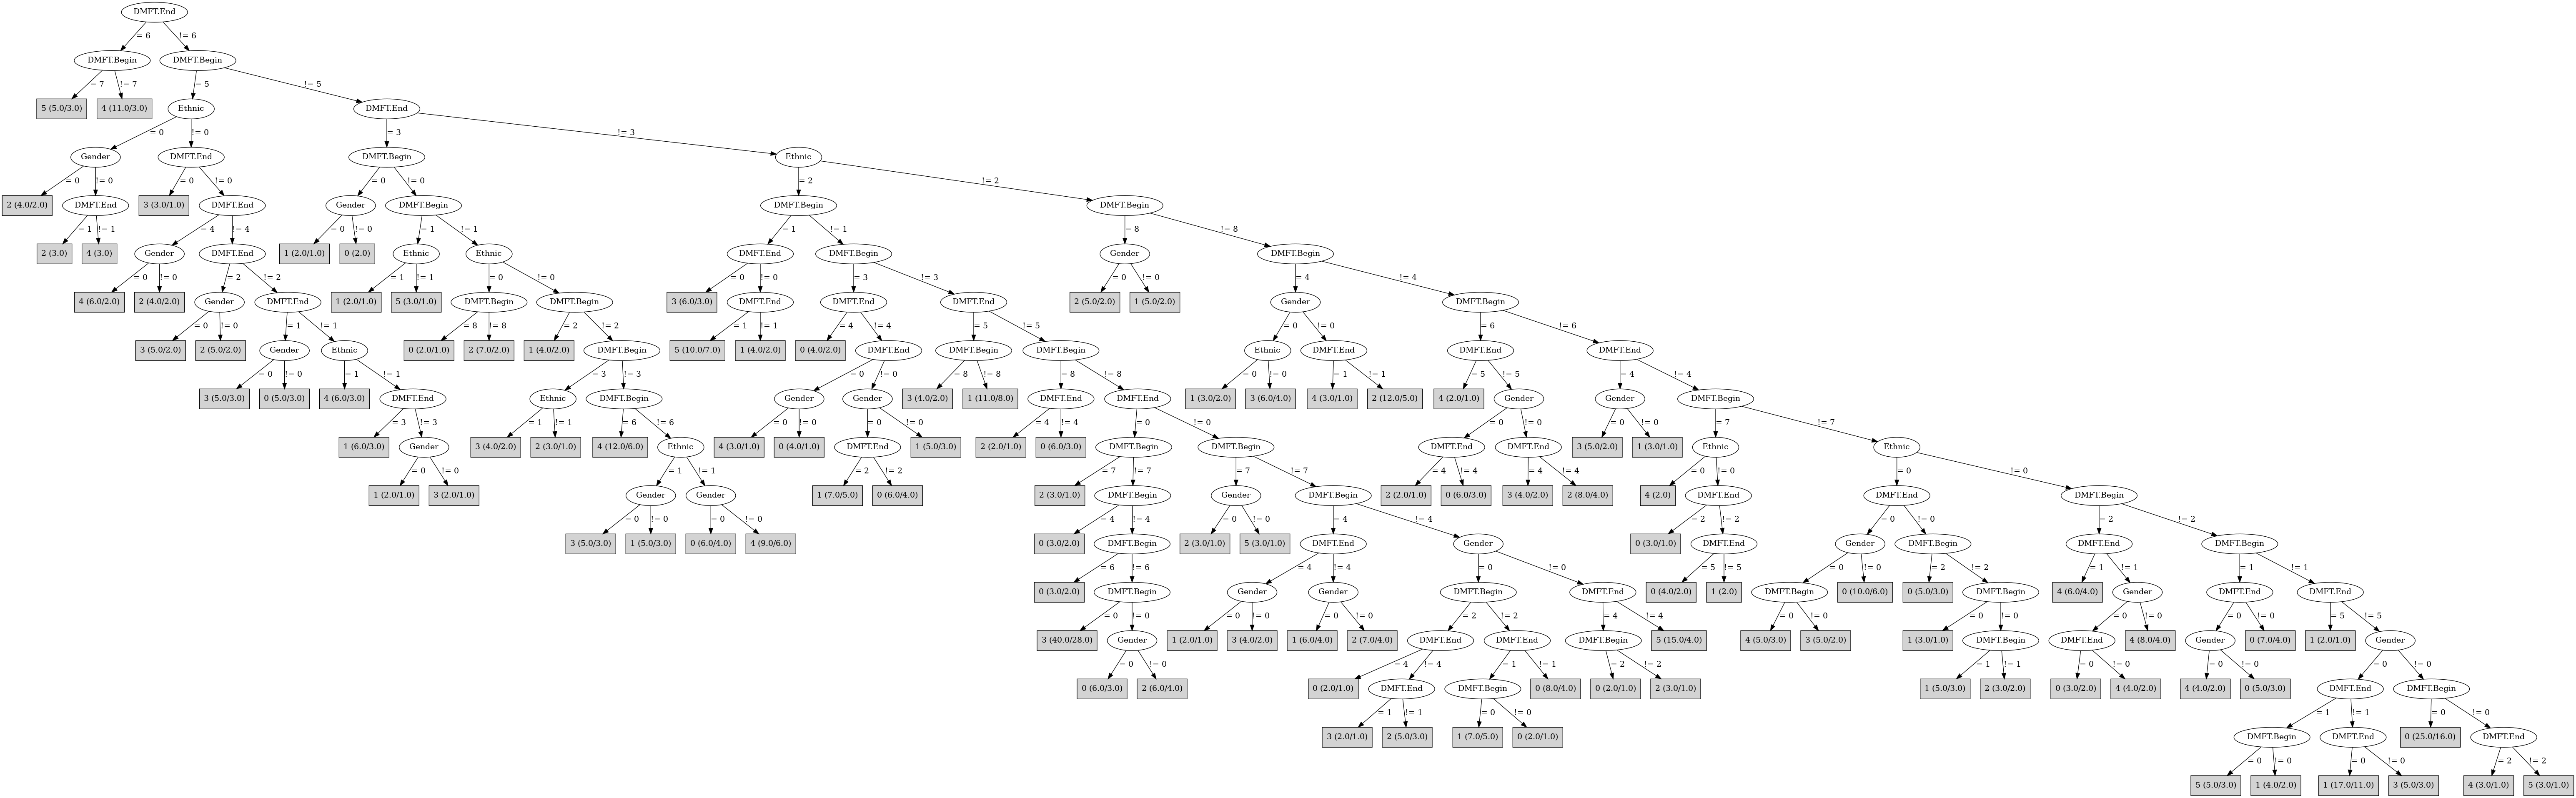 DMFT.End
= 6 != 6
DMFT.Begin DMFT.Begin
= 7 != 7 = 5 != 5
5 (5.0/3.0) 4 (11.0/3.0) Ethnic DMFT.End
= 0 != 0 = 3 != 3
Gender DMFT.End DMFT.Begin Ethnic
= 0 != 0 = 0 != 0 = 0 != 0 = 2 != 2
2 (4.0/2.0) DMFT.End 3 (3.0/1.0) DMFT.End Gender DMFT.Begin DMFT.Begin DMFT.Begin
= 1 != 1 = 4 != 4 = 0 != 0 = 1 != 1 = 1 != 1 = 8 != 8
2 (3.0) 4 (3.0) Gender DMFT.End 1 (2.0/1.0) 0 (2.0) Ethnic Ethnic DMFT.End DMFT.Begin Gender DMFT.Begin
= 0 != 0 = 2 != 2 = 1 != 1 = 0 != 0 = 0 != 0 = 3 != 3 = 0 != 0 = 4 != 4
4 (6.0/2.0) 2 (4.0/2.0) Gender DMFT.End 1 (2.0/1.0) 5 (3.0/1.0) DMFT.Begin DMFT.Begin 3 (6.0/3.0) DMFT.End DMFT.End DMFT.End 2 (5.0/2.0) 1 (5.0/2.0) Gender DMFT.Begin
= 0 != 0 = 1 != 1 = 8 != 8 = 2 != 2 = 1 != 1 = 4 != 4 = 5 != 5 = 0 != 0 = 6 != 6
3 (5.0/2.0) 2 (5.0/2.0) Gender Ethnic 0 (2.0/1.0) 2 (7.0/2.0) 1 (4.0/2.0) DMFT.Begin 5 (10.0/7.0) 1 (4.0/2.0) 0 (4.0/2.0) DMFT.End DMFT.Begin DMFT.Begin Ethnic DMFT.End DMFT.End DMFT.End
= 0 != 0 = 1 != 1 = 3 != 3 = 0 != 0 = 8 != 8 = 8 != 8 = 0 != 0 = 1 != 1 = 5 != 5 = 4 != 4
3 (5.0/3.0) 0 (5.0/3.0) 4 (6.0/3.0) DMFT.End Ethnic DMFT.Begin Gender Gender 3 (4.0/2.0) 1 (11.0/8.0) DMFT.End DMFT.End 1 (3.0/2.0) 3 (6.0/4.0) 4 (3.0/1.0) 2 (12.0/5.0) 4 (2.0/1.0) Gender Gender DMFT.Begin
= 3 != 3 = 1 != 1 = 6 != 6 = 0 != 0 = 0 != 0 = 4 != 4 = 0 != 0 = 0 != 0 = 0 != 0 = 7 != 7
1 (6.0/3.0) Gender 3 (4.0/2.0) 2 (3.0/1.0) 4 (12.0/6.0) Ethnic 4 (3.0/1.0) 0 (4.0/1.0) DMFT.End 1 (5.0/3.0) 2 (2.0/1.0) 0 (6.0/3.0) DMFT.Begin DMFT.Begin DMFT.End DMFT.End 3 (5.0/2.0) 1 (3.0/1.0) Ethnic Ethnic
= 0 != 0 = 1 != 1 = 2 != 2 = 7 != 7 = 7 != 7 = 4 != 4 = 4 != 4 = 0 != 0 = 0 != 0
1 (2.0/1.0) 3 (2.0/1.0) Gender Gender 1 (7.0/5.0) 0 (6.0/4.0) 2 (3.0/1.0) DMFT.Begin Gender DMFT.Begin 2 (2.0/1.0) 0 (6.0/3.0) 3 (4.0/2.0) 2 (8.0/4.0) 4 (2.0) DMFT.End DMFT.End DMFT.Begin
= 0 != 0 = 0 != 0 = 4 != 4 = 0 != 0 = 4 != 4 = 2 != 2 = 0 != 0 = 2 != 2
3 (5.0/3.0) 1 (5.0/3.0) 0 (6.0/4.0) 4 (9.0/6.0) 0 (3.0/2.0) DMFT.Begin 2 (3.0/1.0) 5 (3.0/1.0) DMFT.End Gender 0 (3.0/1.0) DMFT.End Gender DMFT.Begin DMFT.End DMFT.Begin
= 6 != 6 = 4 != 4 = 0 != 0 = 5 != 5 = 0 != 0 = 2 != 2 = 1 != 1 = 1 != 1
0 (3.0/2.0) DMFT.Begin Gender Gender DMFT.Begin DMFT.End 0 (4.0/2.0) 1 (2.0) DMFT.Begin 0 (10.0/6.0) 0 (5.0/3.0) DMFT.Begin 4 (6.0/4.0) Gender DMFT.End DMFT.End
= 0 != 0 = 0 != 0 = 0 != 0 = 2 != 2 = 4 != 4 = 0 != 0 = 0 != 0 = 0 != 0 = 0 != 0 = 5 != 5
3 (40.0/28.0) Gender 1 (2.0/1.0) 3 (4.0/2.0) 1 (6.0/4.0) 2 (7.0/4.0) DMFT.End DMFT.End DMFT.Begin 5 (15.0/4.0) 4 (5.0/3.0) 3 (5.0/2.0) 1 (3.0/1.0) DMFT.Begin DMFT.End 4 (8.0/4.0) Gender 0 (7.0/4.0) 1 (2.0/1.0) Gender
= 0 != 0 = 4 != 4 = 1 != 1 = 2 != 2 = 1 != 1 = 0 != 0 = 0 != 0 = 0 != 0
0 (6.0/3.0) 2 (6.0/4.0) 0 (2.0/1.0) DMFT.End DMFT.Begin 0 (8.0/4.0) 0 (2.0/1.0) 2 (3.0/1.0) 1 (5.0/3.0) 2 (3.0/2.0) 0 (3.0/2.0) 4 (4.0/2.0) 4 (4.0/2.0) 0 (5.0/3.0) DMFT.End DMFT.Begin
= 1 != 1 = 0 != 0 = 1 != 1 = 0 != 0
3 (2.0/1.0) 2 (5.0/3.0) 1 (7.0/5.0) 0 (2.0/1.0) DMFT.Begin DMFT.End 0 (25.0/16.0) DMFT.End
= 0 != 0 = 0 != 0 = 2 != 2
5 (5.0/3.0) 1 (4.0/2.0) 1 (17.0/11.0) 3 (5.0/3.0) 4 (3.0/1.0) 5 (3.0/1.0)